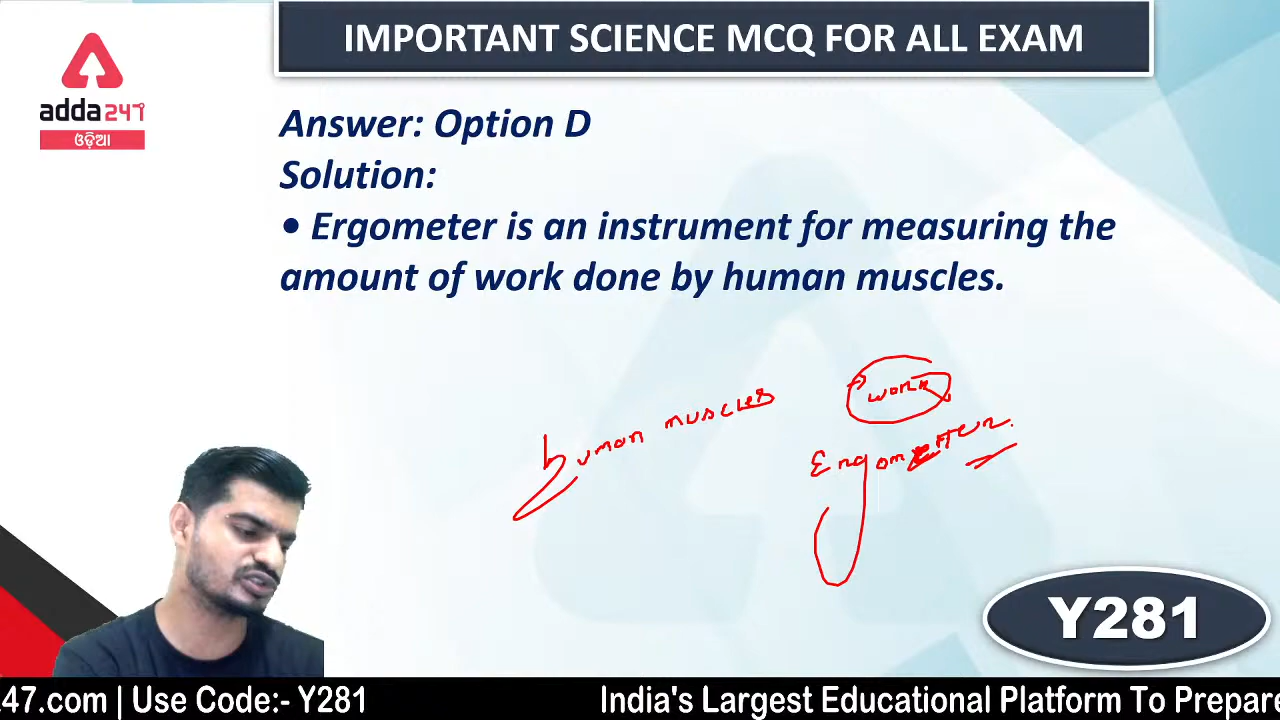 IMPORTANT SCIENCE MCQ FOR ALL EXAM
adda247
ଓଡ଼ିଆ
Answer: Option D
Solution:
• Ergometer is an instrument for measuring the
amount of work done by human muscles.
work
human muscles
Y281
47.com | Use Code:- Y281
India's Largest Educational Platform To Prepare